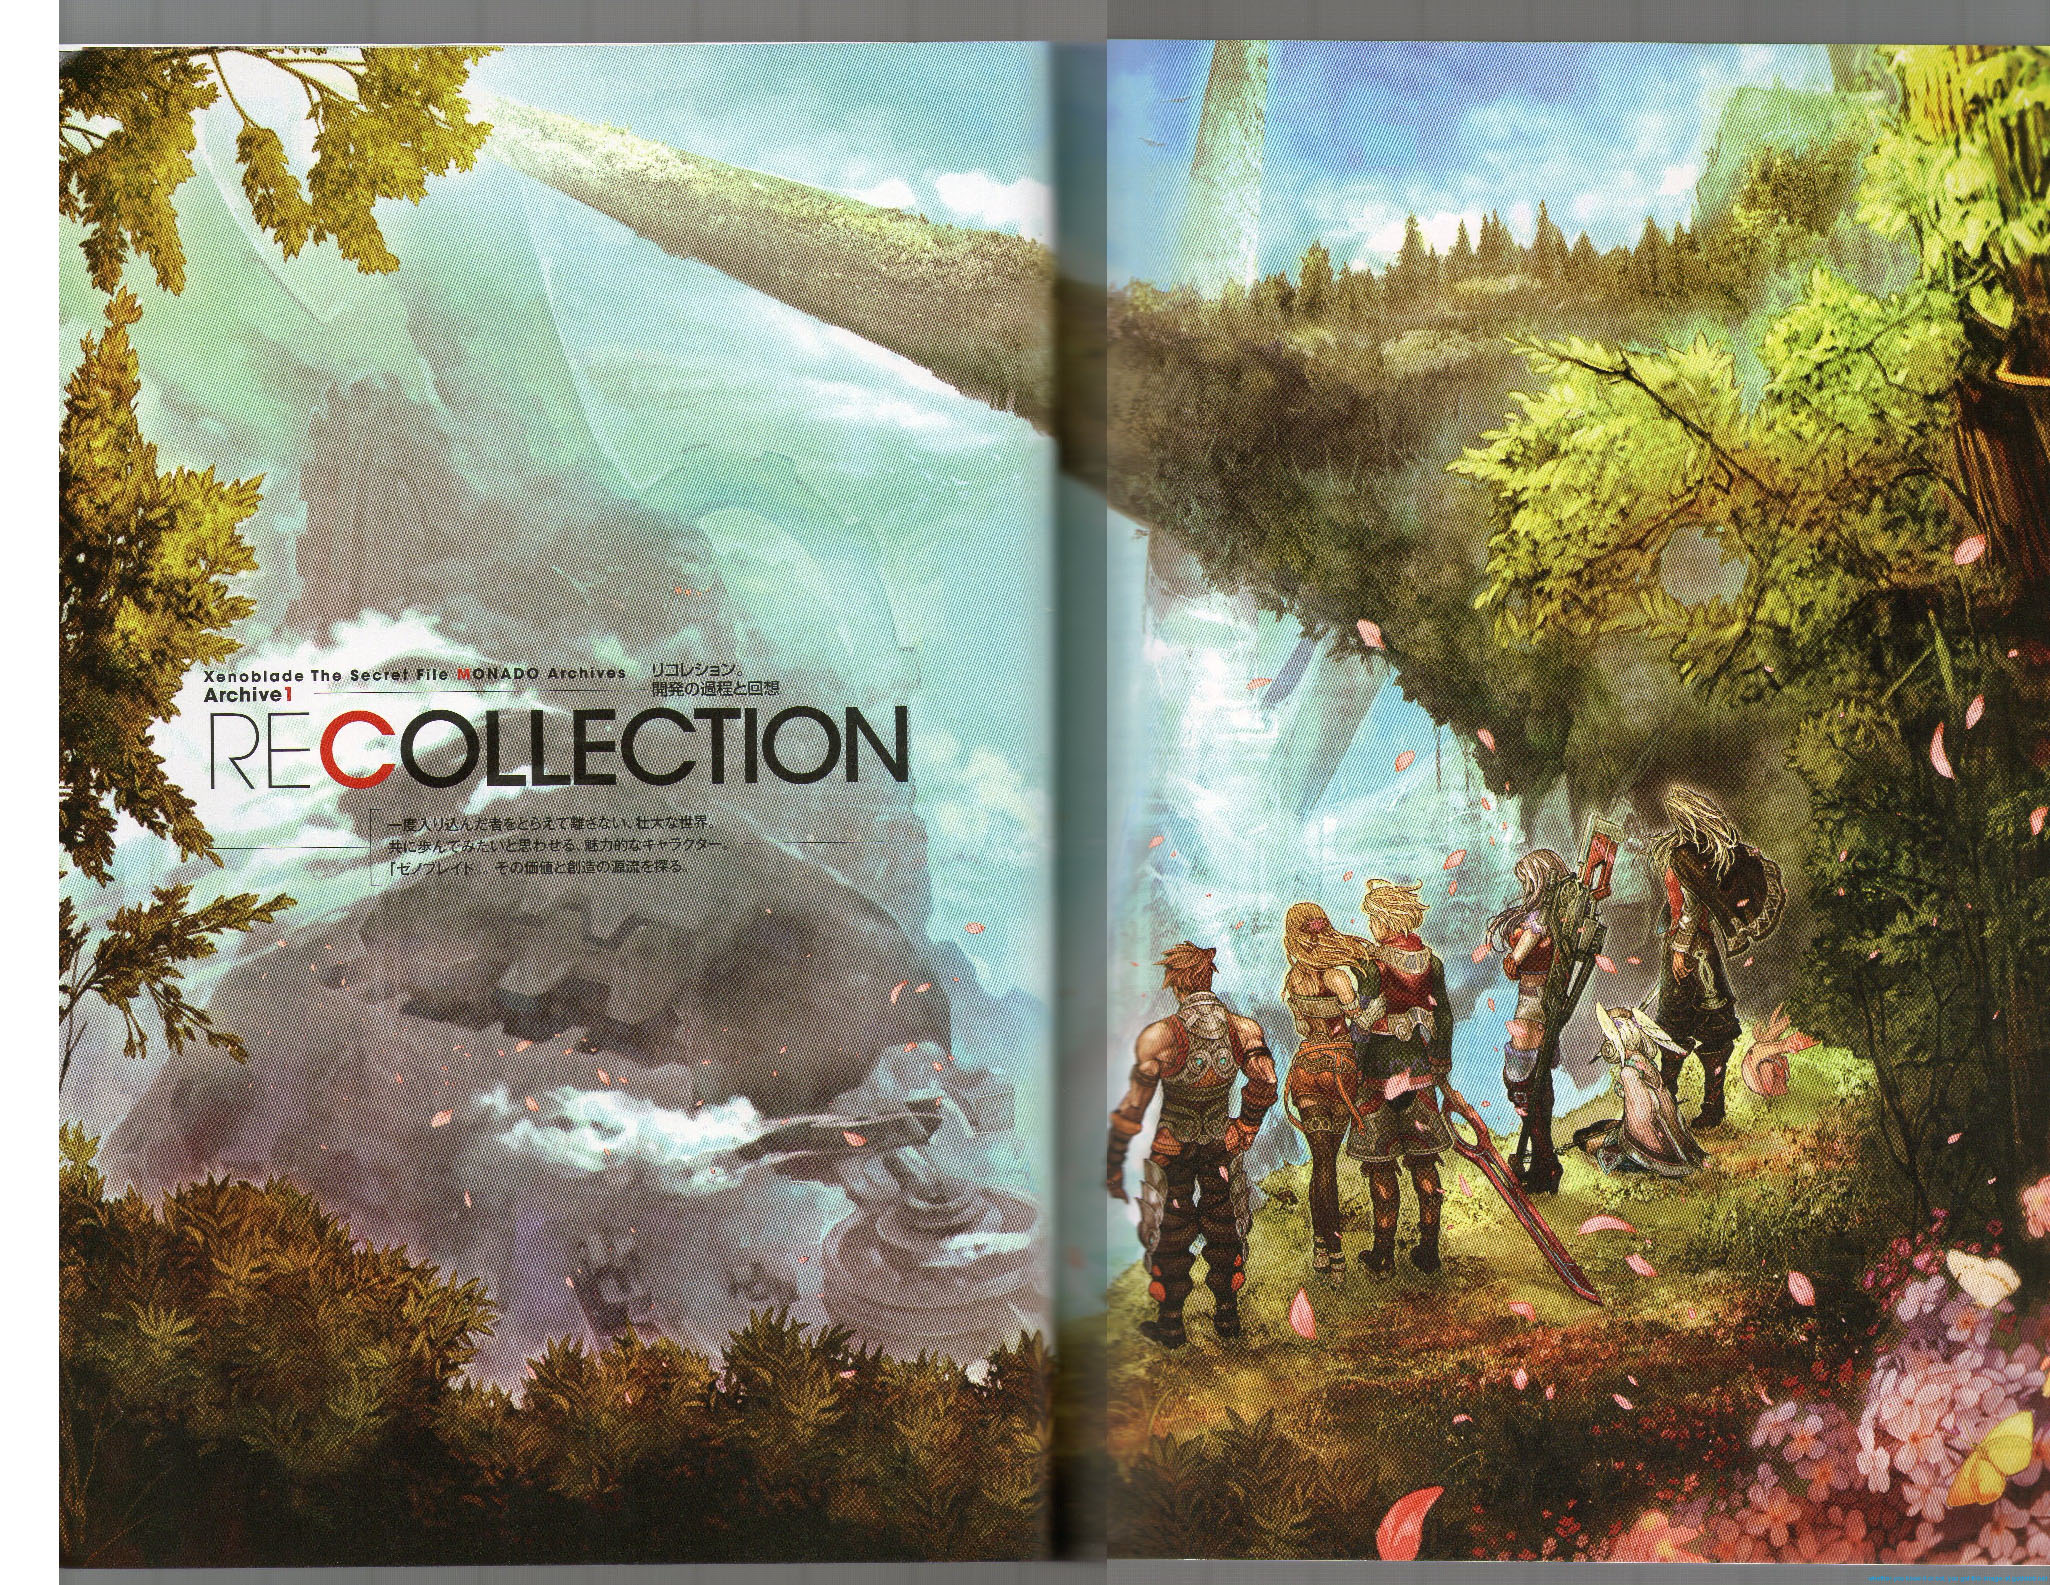 Xenoblade The Secret File MONADO Archives
Archive1
リコレション。
開発の過程と回想
RECOLLECTION
一度入り込んだ者をとらえて離さない、壮大な世界。
共に歩んでみたいと思わせる、魅力的なキャラクター。
「ゼノブレイド」その価値と創造の源流を探る。